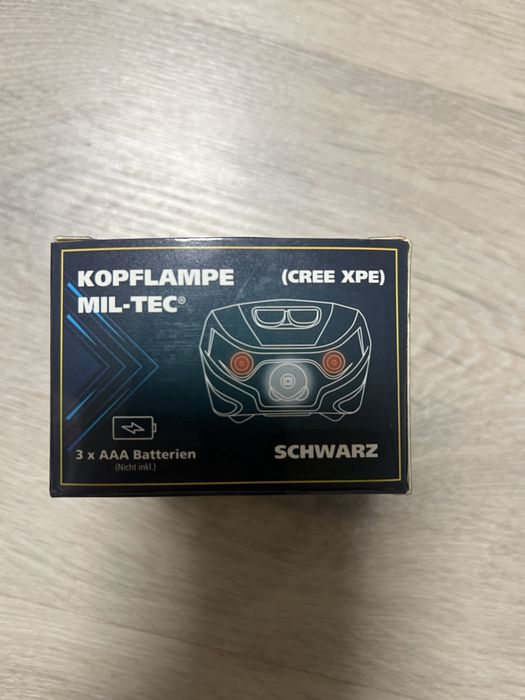 KOPFLAMPE (CREE XPE)
MIL-TEC®
3 x AAA Batterien
(Nicht inkl.)
SCHWARZ